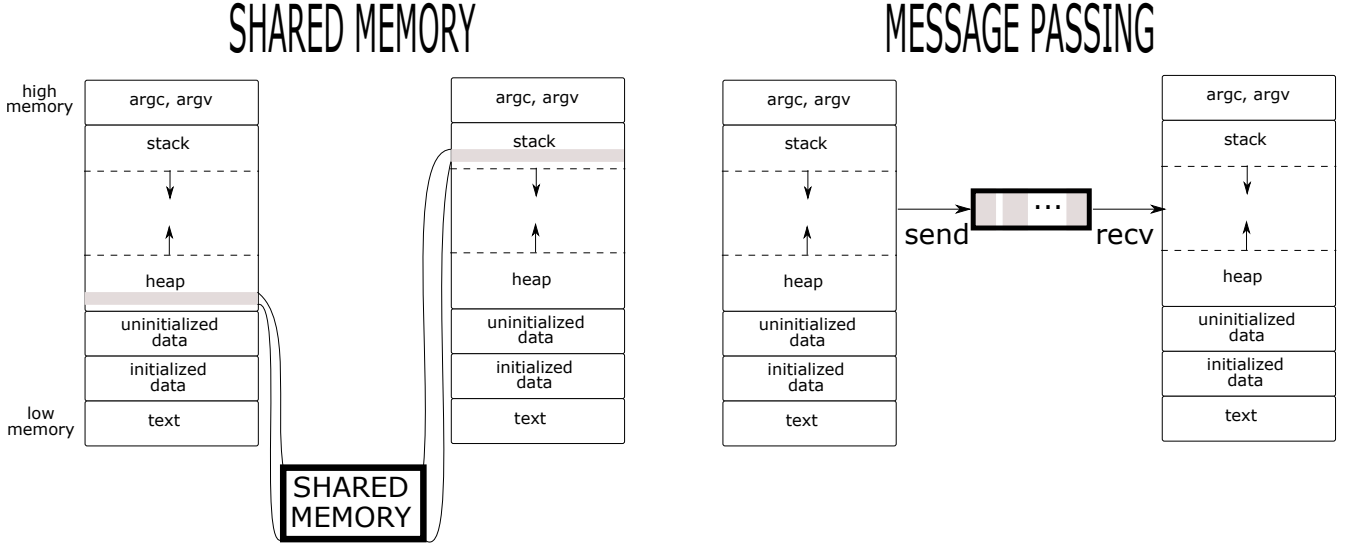 SHARED MEMORY
high
memory
argc, argv
stack
heap
uninitialized
data
initialized
data
low
memory
text
argc, argv
stack
heap
uninitialized
data
initialized
data
text
SHARED
MEMORY
MESSAGE PASSING
argc, argv
stack
heap
uninitialized
data
initialized
data
text
send
...
recv
argc, argv
stack
heap
uninitialized
data
initialized
data
text